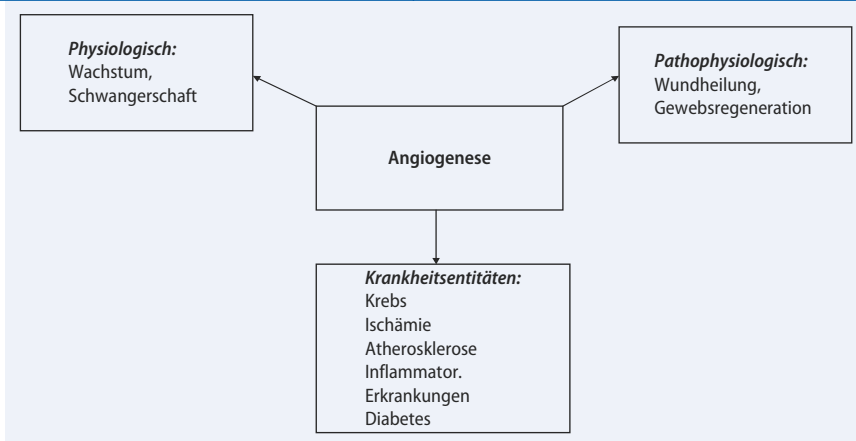 Physiologisch:
Wachstum,
Schwangerschaft
Pathophysiologisch:
Wundheilung,
Gewebsregeneration
Angiogenese
Krankheitsentitäten:
Krebs
Ischämie
Atherosklerose
Inflammator.
Erkrankungen
Diabetes